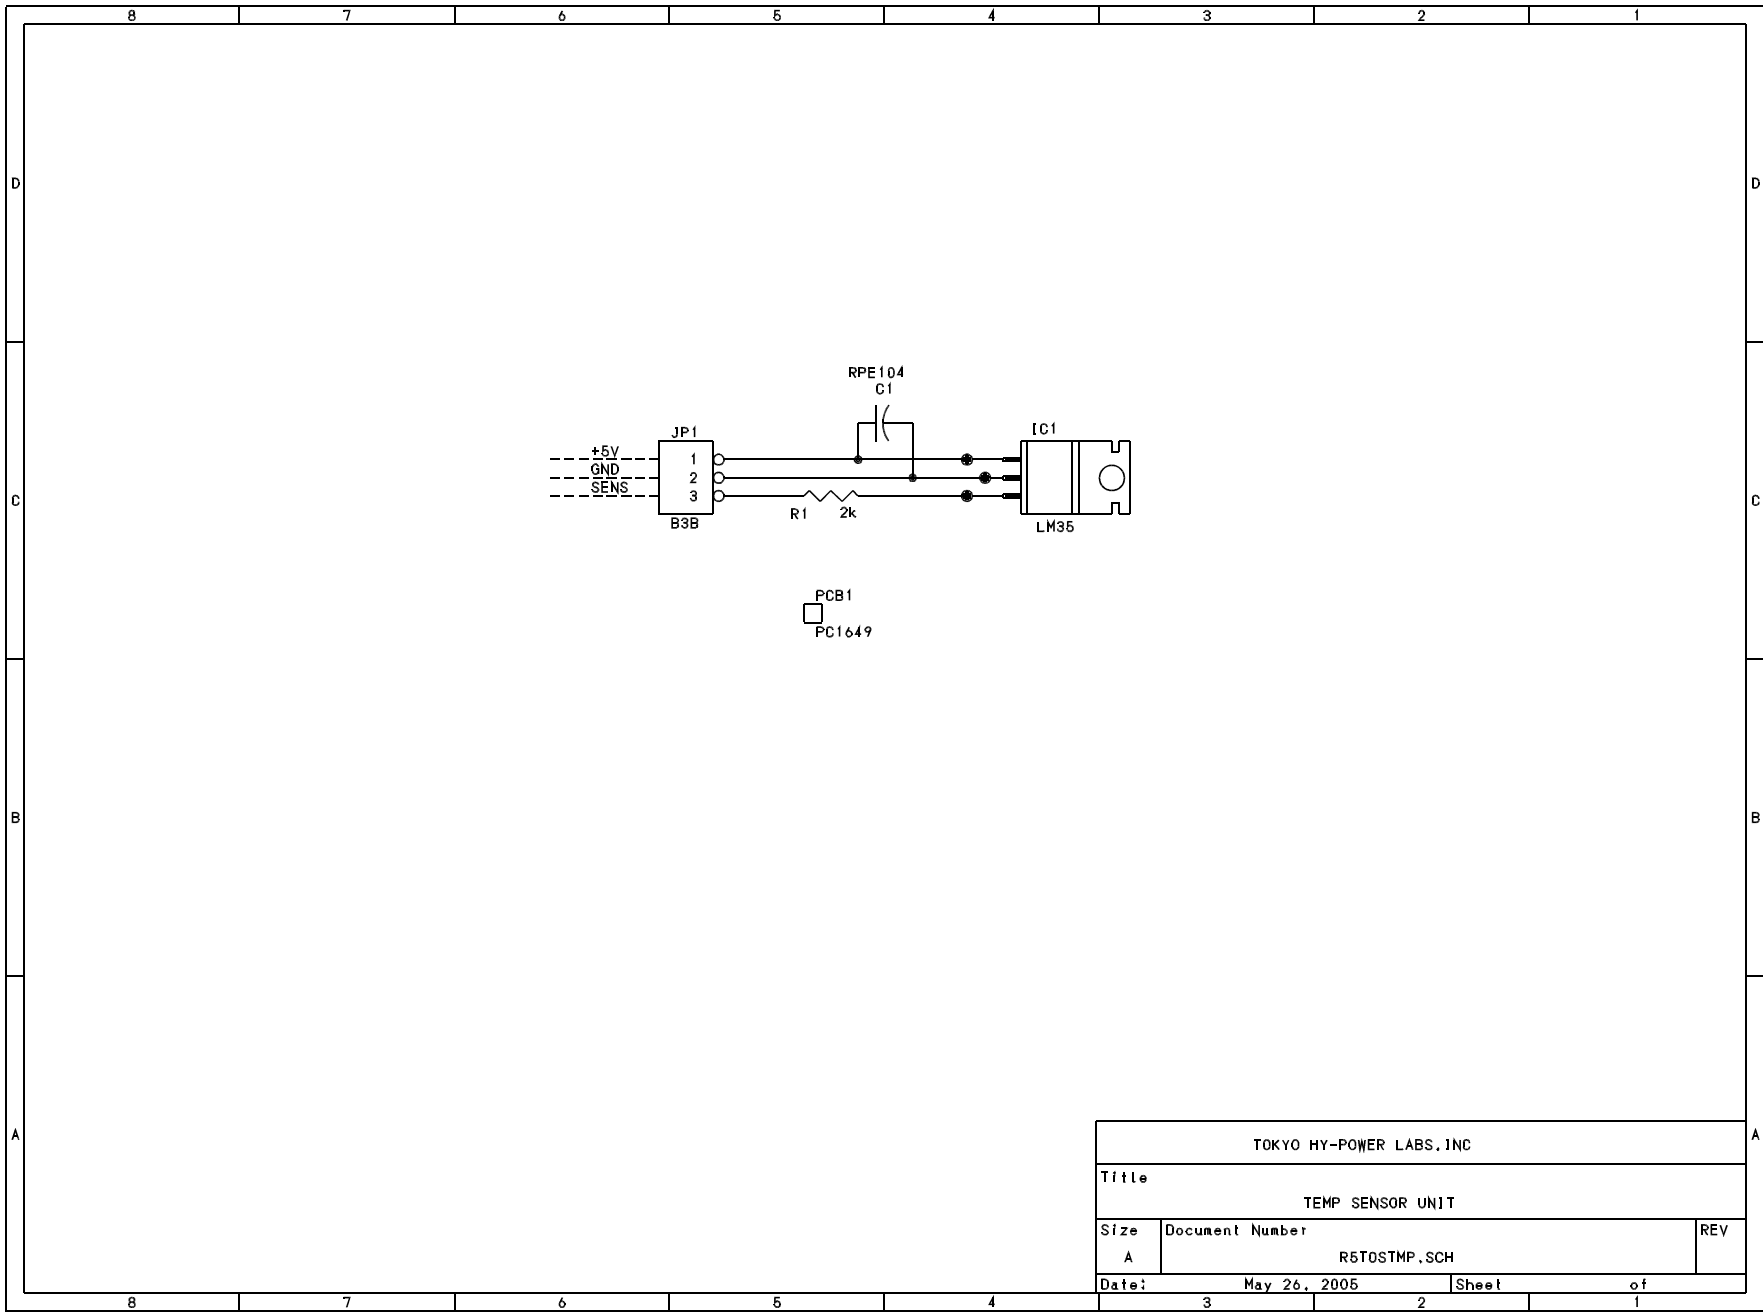 8 7 6 5 4 3 2 1
D D
RPE104
C1
JP1
IC1
+5V
1
GND
2
SENS
3
C C
R1 2k
B3B
LM35
PCB1
PC1649
B B
A A
TOKYO HY-POWER LABS,INC
Title
TEMP SENSOR UNIT
Size Document Number REV
A R5TOSTMP.SCH
Date: May 26, 2005 Sheet of
8 7 6 5 4 3 2 1